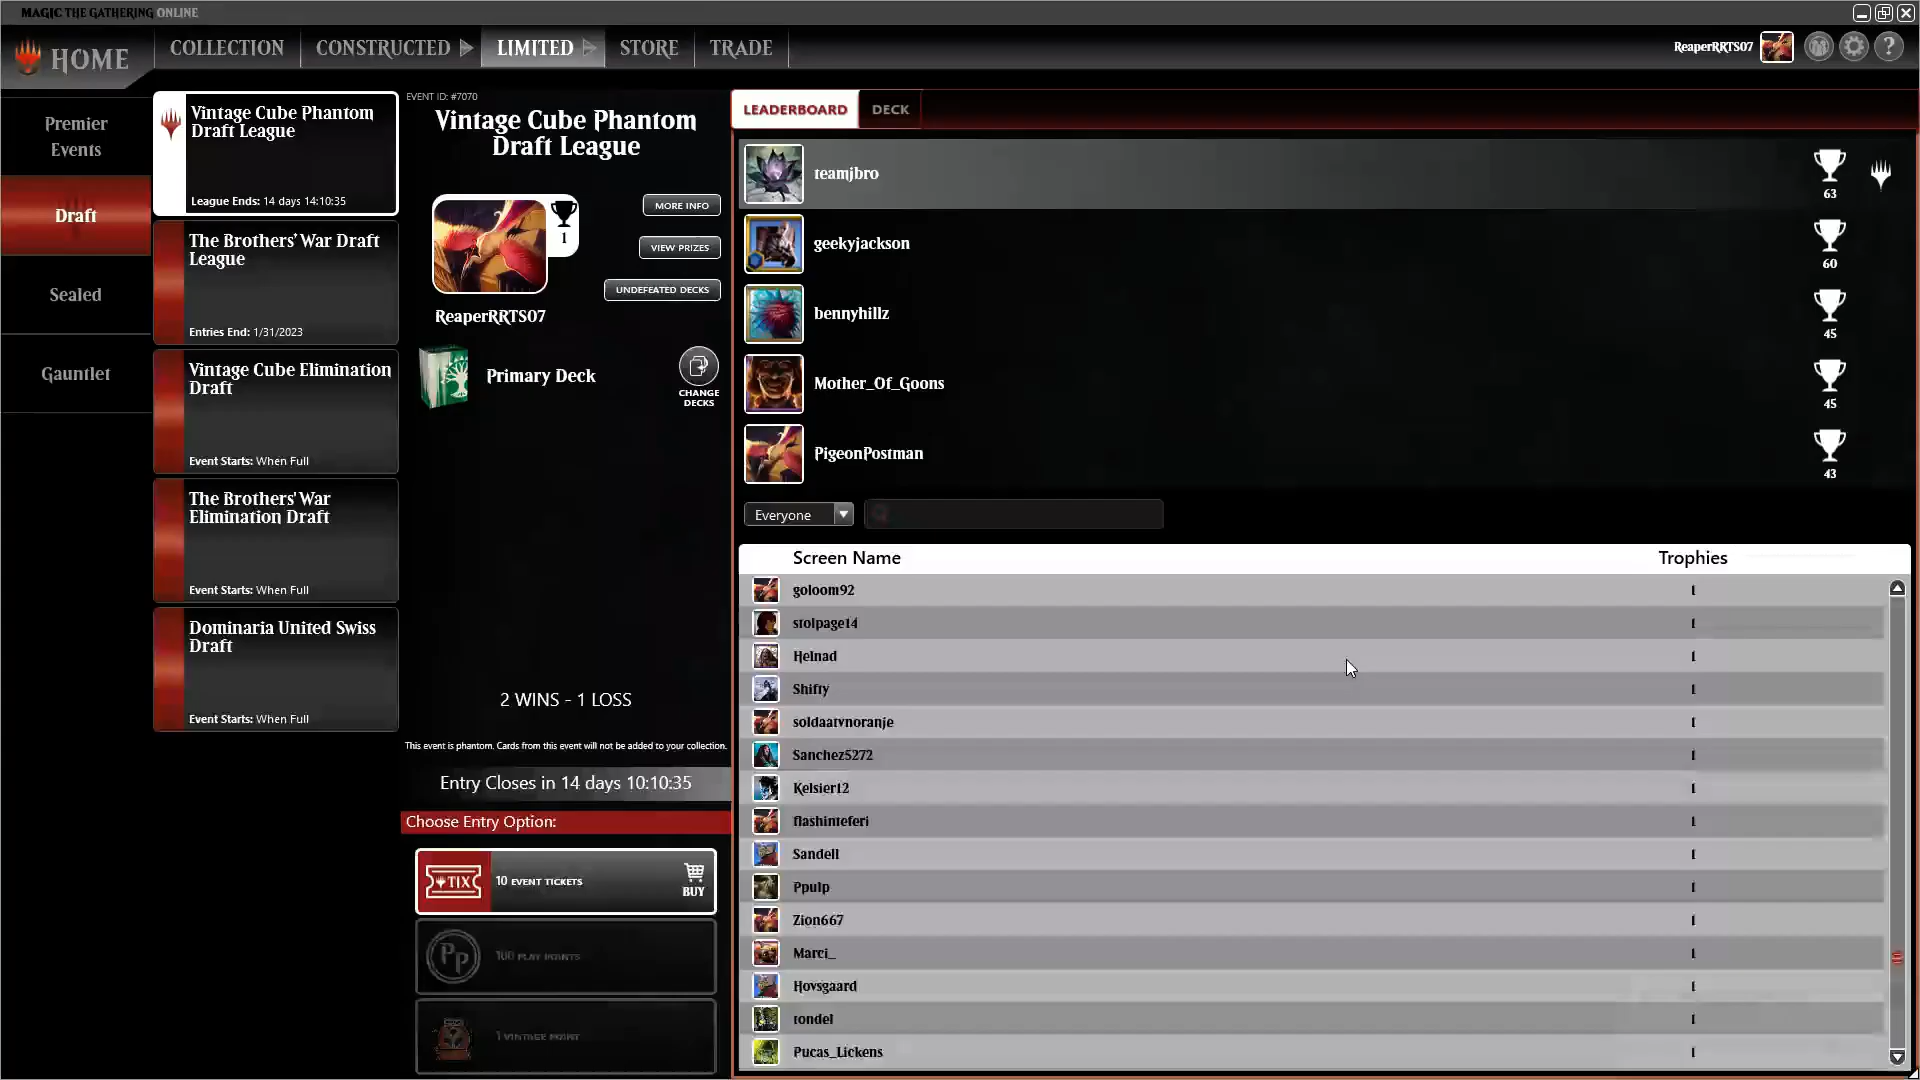 MAGIC THE GATHERING ONLINE
HOME
COLLECTION
CONSTRUCTED
LIMITED
STORE
TRADE
ReaperRRTS07
?
Premier
Events
Draft
Sealed
Gauntlet
Vintage Cube Phantom
Draft League
League Ends: 14 days 14:10:35
The Brothers' War Draft
League
Entries End: 1/31/2023
Vintage Cube Elimination
Draft
Event Starts: When Full
The Brothers' War
Elimination Draft
Event Starts: When Full
Dominaria United Swiss
Draft
Event Starts: When Full
EVENT ID: #7070
Vintage Cube Phantom
Draft League
1
MORE INFO
VIEW PRIZES
UNDEFEATED DECKS
ReaperRRTS07
Primary Deck
CHANGE
DECKS
2 WINS - 1 LOSS
This event is phantom. Cards from this event will not be added to your collection.
Entry Closes in 14 days 10:10:35
Choose Entry Option:
TIX
10 EVENT TICKETS
BUY
PP
100 PLAY POINTS
1 VINTAGE POINT
LEADERBOARD
DECK
teamjbro
63
geekyjackson
60
bennyhillz
45
Mother_Of_Goons
45
PigeonPostman
43
Everyone
Screen Name
Trophies
goloom92
1
stolpage14
1
Helnad
1
Shifty
1
soldaatvnoranje
1
Sanchez5272
1
Kelsier12
1
flashinteferi
1
Sandell
1
Ppulp
1
Zion667
1
Marci_
1
Hovsgaard
1
tondel
1
Pucas_Lickens
1